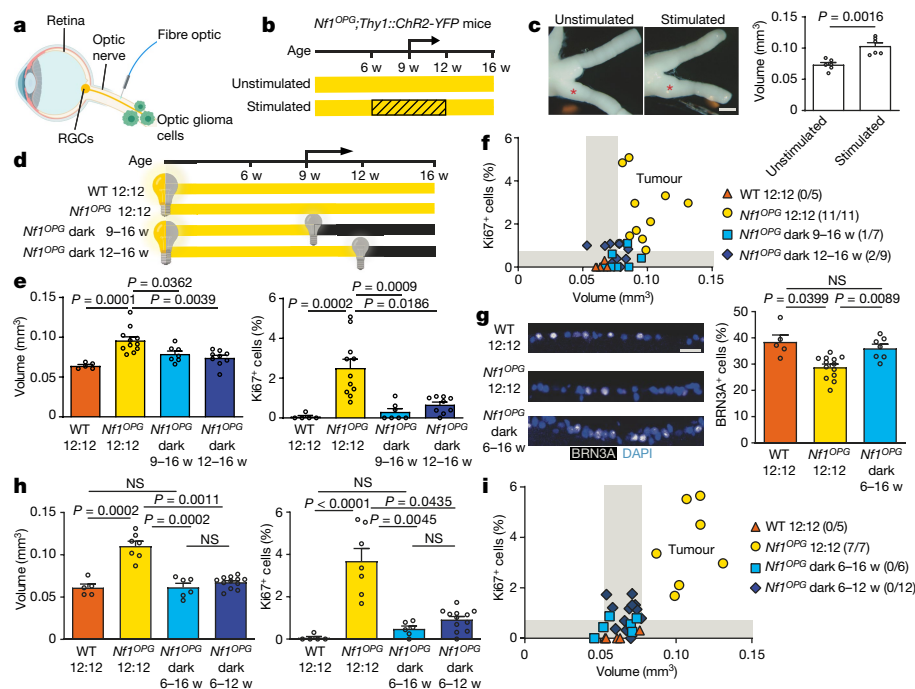 a
Retina
Optic
nerve
Fibre optic
RGCs
Optic glioma
cells
b
Nf1OPG;Thy1::ChR2-YFP mice
Age
6 w 9 w 12 w 16 w
Unstimulated
Stimulated
c
Unstimulated Stimulated
*
*
P = 0.0016
Volume (mm3)
0.15
0.10
0.05
0
Unstimulated
Stimulated
d
Age
6 w 9 w 12 w 16 w
WT 12:12
Nf1OPG 12:12
Nf1OPG dark 9–16 w
Nf1OPG dark 12–16 w
e
P = 0.0362
P = 0.0001 P = 0.0039
Volume (mm3)
0.15
0.10
0.05
0
WT
12:12
Nf1OPG
12:12
Nf1OPG
dark
9–16 w
Nf1OPG
dark
12–16 w
P = 0.0009
P = 0.0002 P = 0.0186
Ki67+ cells (%)
6
4
2
0
WT
12:12
Nf1OPG
12:12
Nf1OPG
dark
9–16 w
Nf1OPG
dark
12–16 w
f
Ki67+ cells (%)
6
4
2
0
Tumour
0 0.05 0.10 0.15
Volume (mm3)
WT 12:12 (0/5)
Nf1OPG 12:12 (11/11)
Nf1OPG dark 9–16 w (1/7)
Nf1OPG dark 12–16 w (2/9)
g
WT
12:12
Nf1OPG
12:12
Nf1OPG
dark
6–16 w
BRN3A DAPI
NS
P = 0.0399 P = 0.0089
BRN3A+ cells (%)
50
40
30
20
10
0
WT
12:12
Nf1OPG
12:12
Nf1OPG
dark
6–16 w
h
NS
P = 0.0011
P = 0.0002 P = 0.0002
NS
Volume (mm3)
0.15
0.10
0.05
0
WT
12:12
Nf1OPG
12:12
Nf1OPG
dark
6–16 w
Nf1OPG
dark
6–12 w
NS
P = 0.0435
P < 0.0001 P = 0.0045
NS
Ki67+ cells (%)
6
4
2
0
WT
12:12
Nf1OPG
12:12
Nf1OPG
dark
6–16 w
Nf1OPG
dark
6–12 w
i
Ki67+ cells (%)
6
4
2
0
Tumour
0 0.05 0.10 0.15
Volume (mm3)
WT 12:12 (0/5)
Nf1OPG 12:12 (7/7)
Nf1OPG dark 6–16 w (0/6)
Nf1OPG dark 6–12 w (0/12)